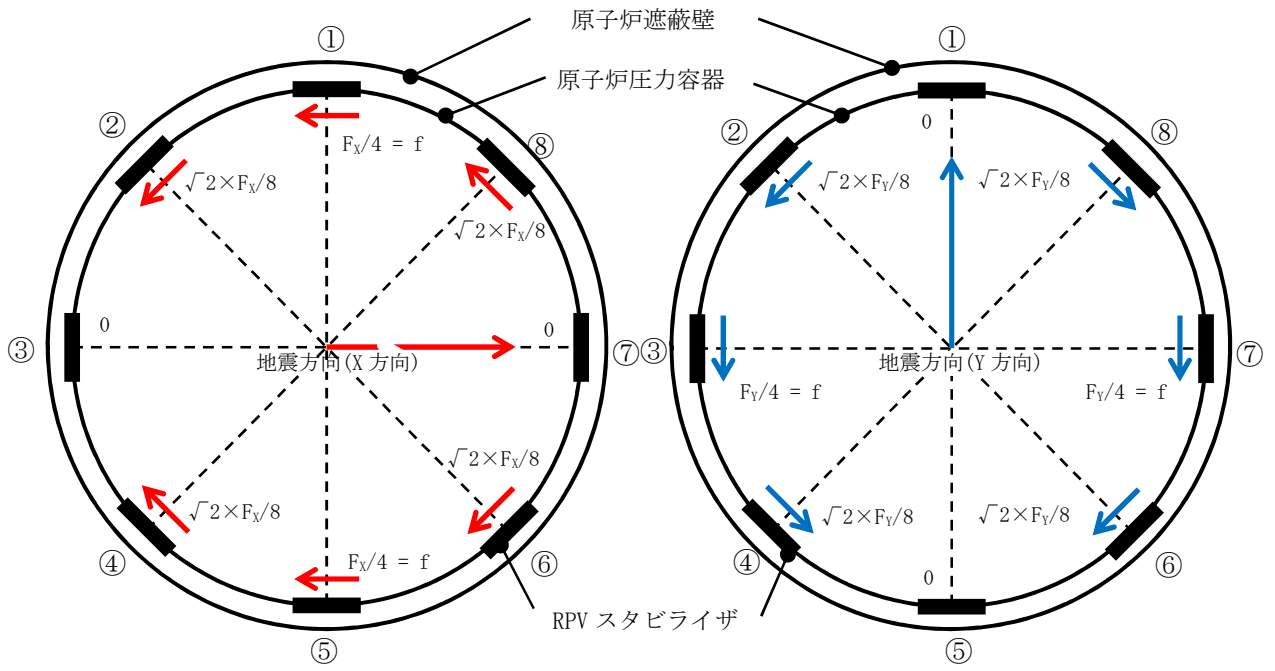 原子炉遮蔽壁
原子炉圧力容器
①
②
⑧
F_X/4 = f
√2×F_X/8
√2×F_X/8
0
0
③
⑦
地震方向(X 方向)
√2×F_X/8
√2×F_X/8
④
⑥
F_X/4 = f
⑤
RPV スタビライザ
①
②
⑧
0
√2×F_Y/8
√2×F_Y/8
③
⑦
地震方向(Y 方向)
F_Y/4 = f
F_Y/4 = f
√2×F_Y/8
√2×F_Y/8
④
⑥
0
⑤